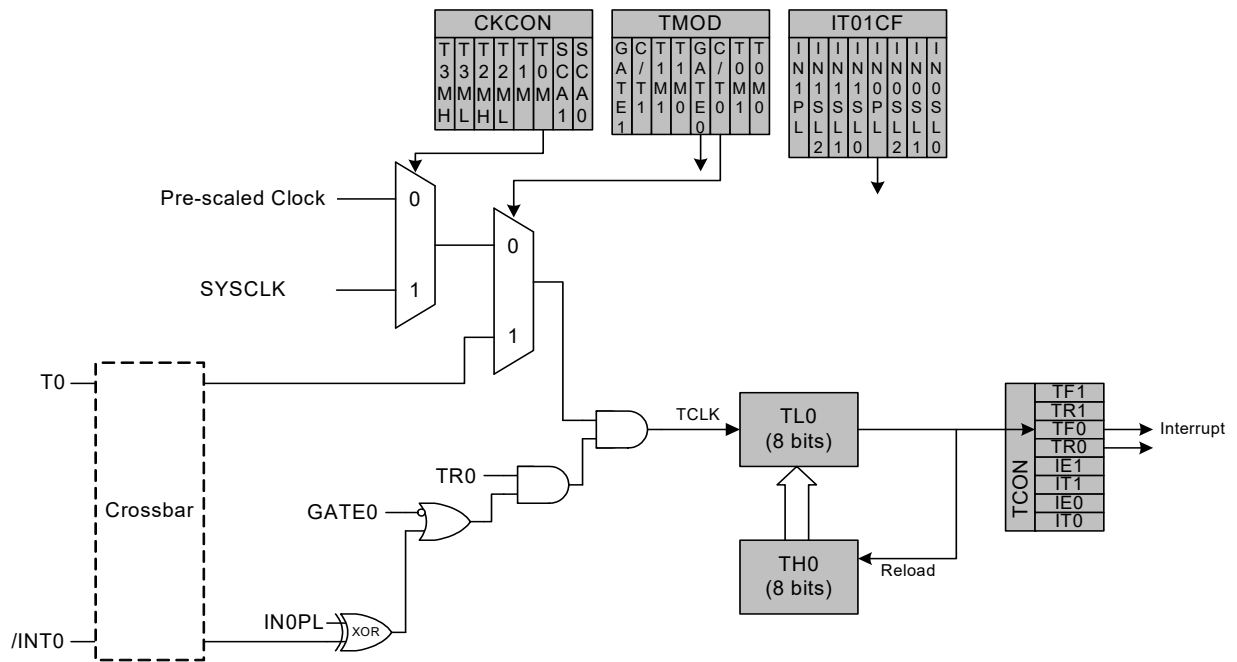 CKCON
T3MH
T3ML
T2MH
T2ML
T1M
T0M
SCA1
SCA0
TMOD
GATE1
C/T1
T1M1
T1M0
GATE0
C/T0
T0M1
T0M0
IT01CF
IN1PL
IN1SL2
IN1SL1
IN1SL0
IN0PL
IN0SL2
IN0SL1
IN0SL0
Pre-scaled Clock
0
SYSCLK
1
0
1
T0
Crossbar
/INT0
TR0
GATE0
IN0PL
XOR
TCLK
TL0
(8 bits)
TH0
(8 bits)
Reload
TCON
TF1
TR1
TF0
TR0
IE1
IT1
IE0
IT0
Interrupt